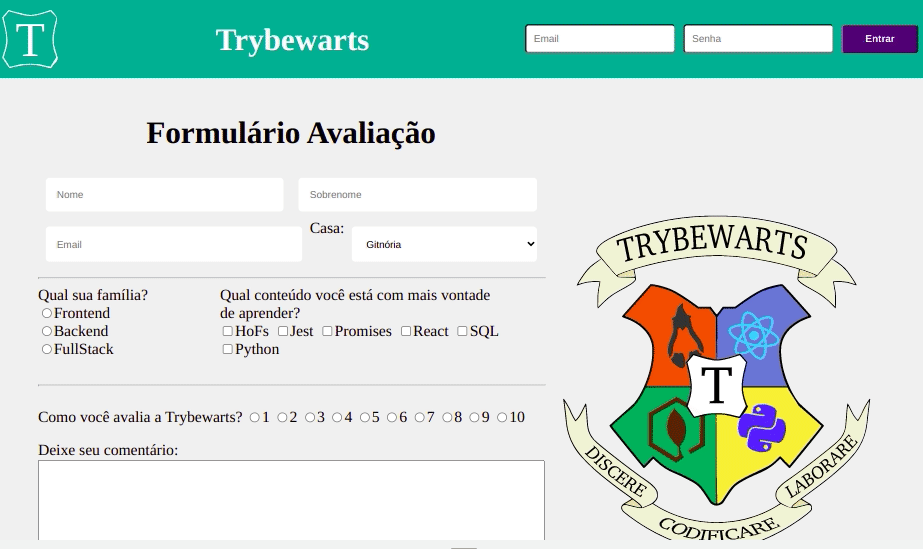 T
Trybewarts
Email
Senha
Entrar
Formulário Avaliação
Nome
Sobrenome
Email
Casa:
Gitnória
Qual sua família?
Frontend
Backend
FullStack
Qual conteúdo você está com mais vontade
de aprender?
HoFs Jest Promises React SQL
Python
Como você avalia a Trybewarts? 1 2 3 4 5 6 7 8 9 10
Deixe seu comentário:
TRYBEWARTS
T
DISCERE
CODIFICARE
LABORARE